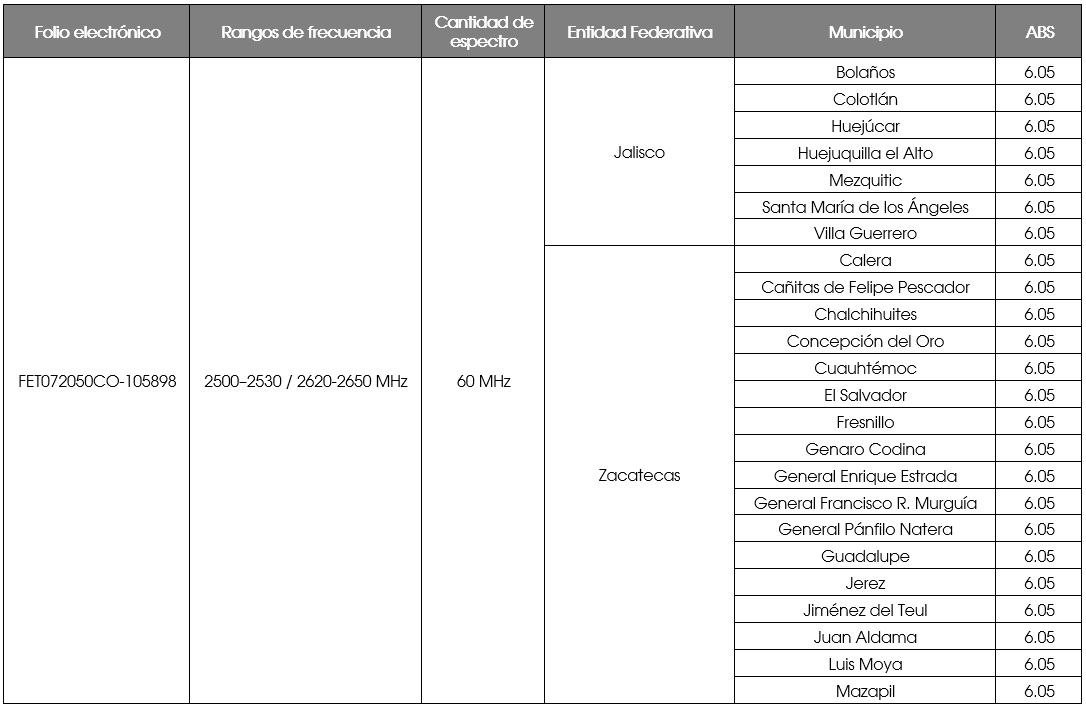 Folio electrónico Rangos de frecuencia Cantidad de espectro Entidad Federativa Municipio ABS
Bolaños 6.05
Colotlán 6.05
Huejúcar 6.05
Jalisco Huejuquilla el Alto 6.05
Mezquitic 6.05
Santa María de los Ángeles 6.05
Villa Guerrero 6.05
Calera 6.05
Cañitas de Felipe Pescador 6.05
Chalchihuites 6.05
Concepción del Oro 6.05
FET072050CO-105898 2500–2530 / 2620-2650 MHz 60 MHz Cuauhtémoc 6.05
El Salvador 6.05
Fresnillo 6.05
Genaro Codina 6.05
Zacatecas General Enrique Estrada 6.05
General Francisco R. Murguía 6.05
General Pánfilo Natera 6.05
Guadalupe 6.05
Jerez 6.05
Jiménez del Teul 6.05
Juan Aldama 6.05
Luis Moya 6.05
Mazapil 6.05